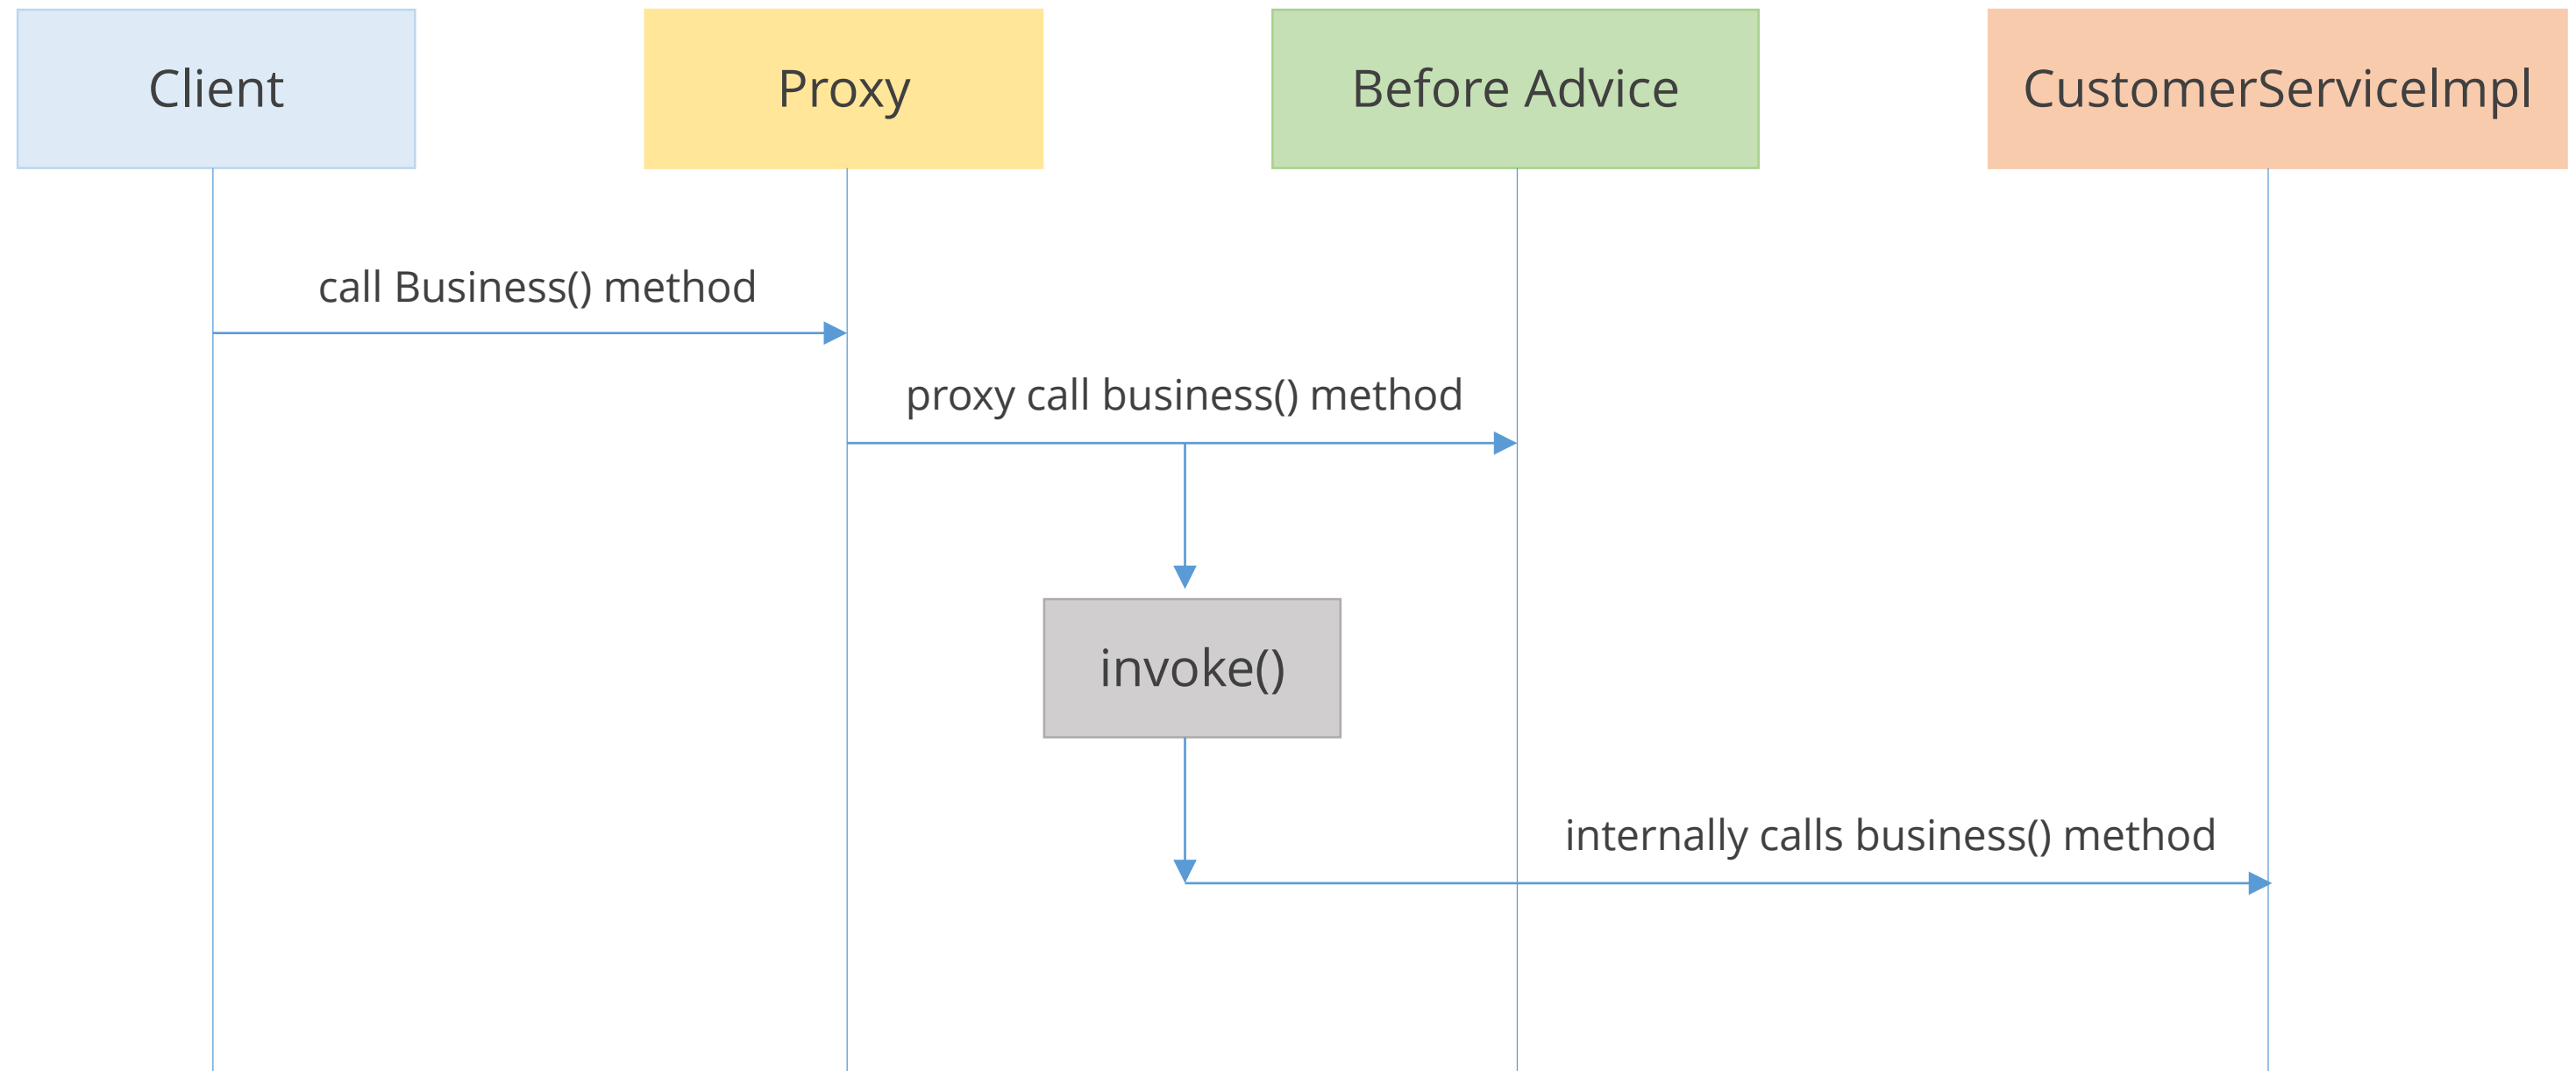 Client
Proxy
Before Advice
CustomerServiceImpl
call Business() method
proxy call business() method
invoke()
internally calls business() method